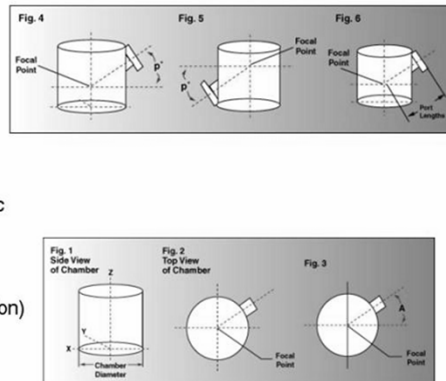 Fig. 4
Fig. 5
Fig. 6
Focal
Point
P°
P°
Focal
Point
Focal
Point
Port
Lengths
c
on)
Fig. 1
Side View
of Chamber
Z
Y
X
Chamber
Diameter
Fig. 2
Top View
of Chamber
Focal
Point
Fig. 3
A
Focal
Point